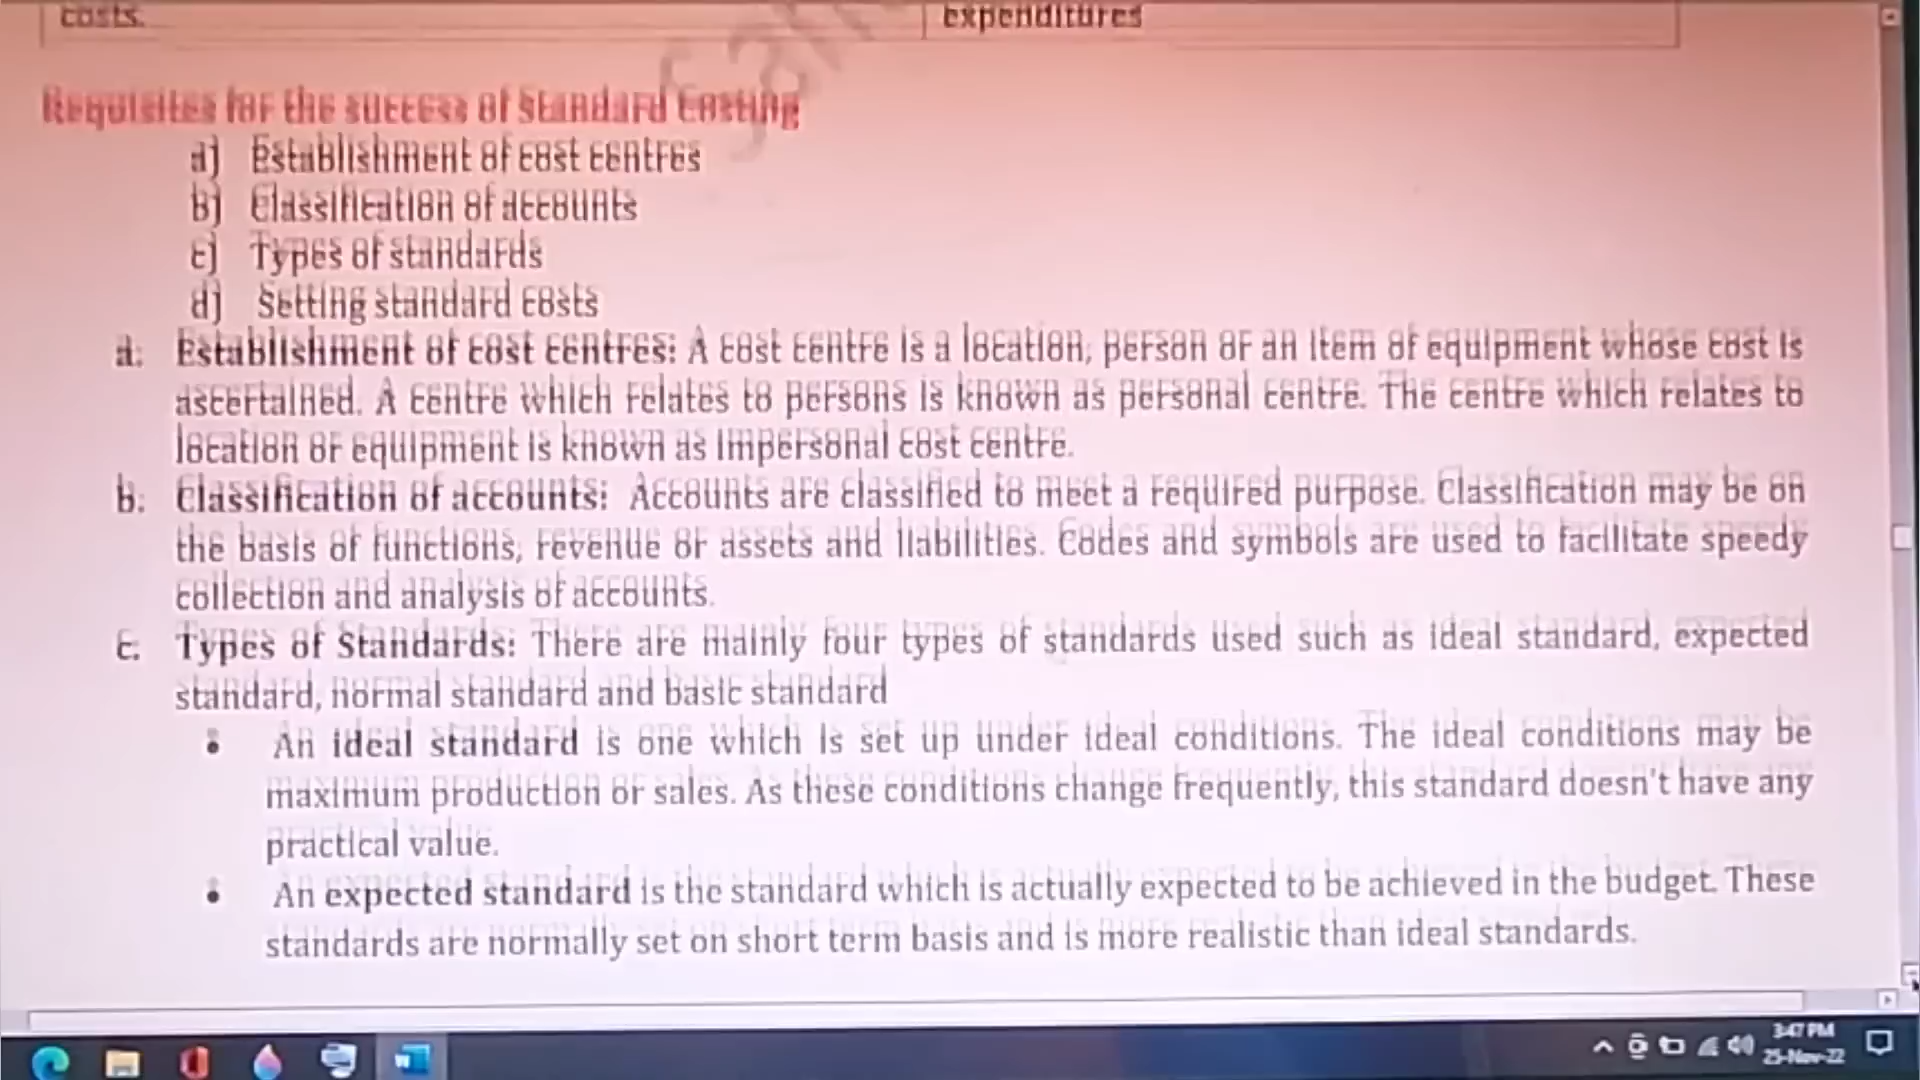 costs. expenditures
Requisites for the success of Standard Costing
a) Establishment of cost centres
b) Classification of accounts
c) Types of standards
d) Setting standard costs
a. Establishment of cost centres: A cost centre is a location, person or an item of equipment whose cost is
ascertained. A centre which relates to persons is known as personal centre. The centre which relates to
location or equipment is known as impersonal cost centre.
b. Classification of accounts: Accounts are classified to meet a required purpose. Classification may be on
the basis of functions, revenue or assets and liabilities. Codes and symbols are used to facilitate speedy
collection and analysis of accounts.
c. Types of Standards: There are mainly four types of standards used such as ideal standard, expected
standard, normal standard and basic standard
• An ideal standard is one which is set up under ideal conditions. The ideal conditions may be
maximum production or sales. As these conditions change frequently, this standard doesn't have any
practical value.
• An expected standard is the standard which is actually expected to be achieved in the budget. These
standards are normally set on short term basis and is more realistic than ideal standards.
3:47 PM
25-Nov-22